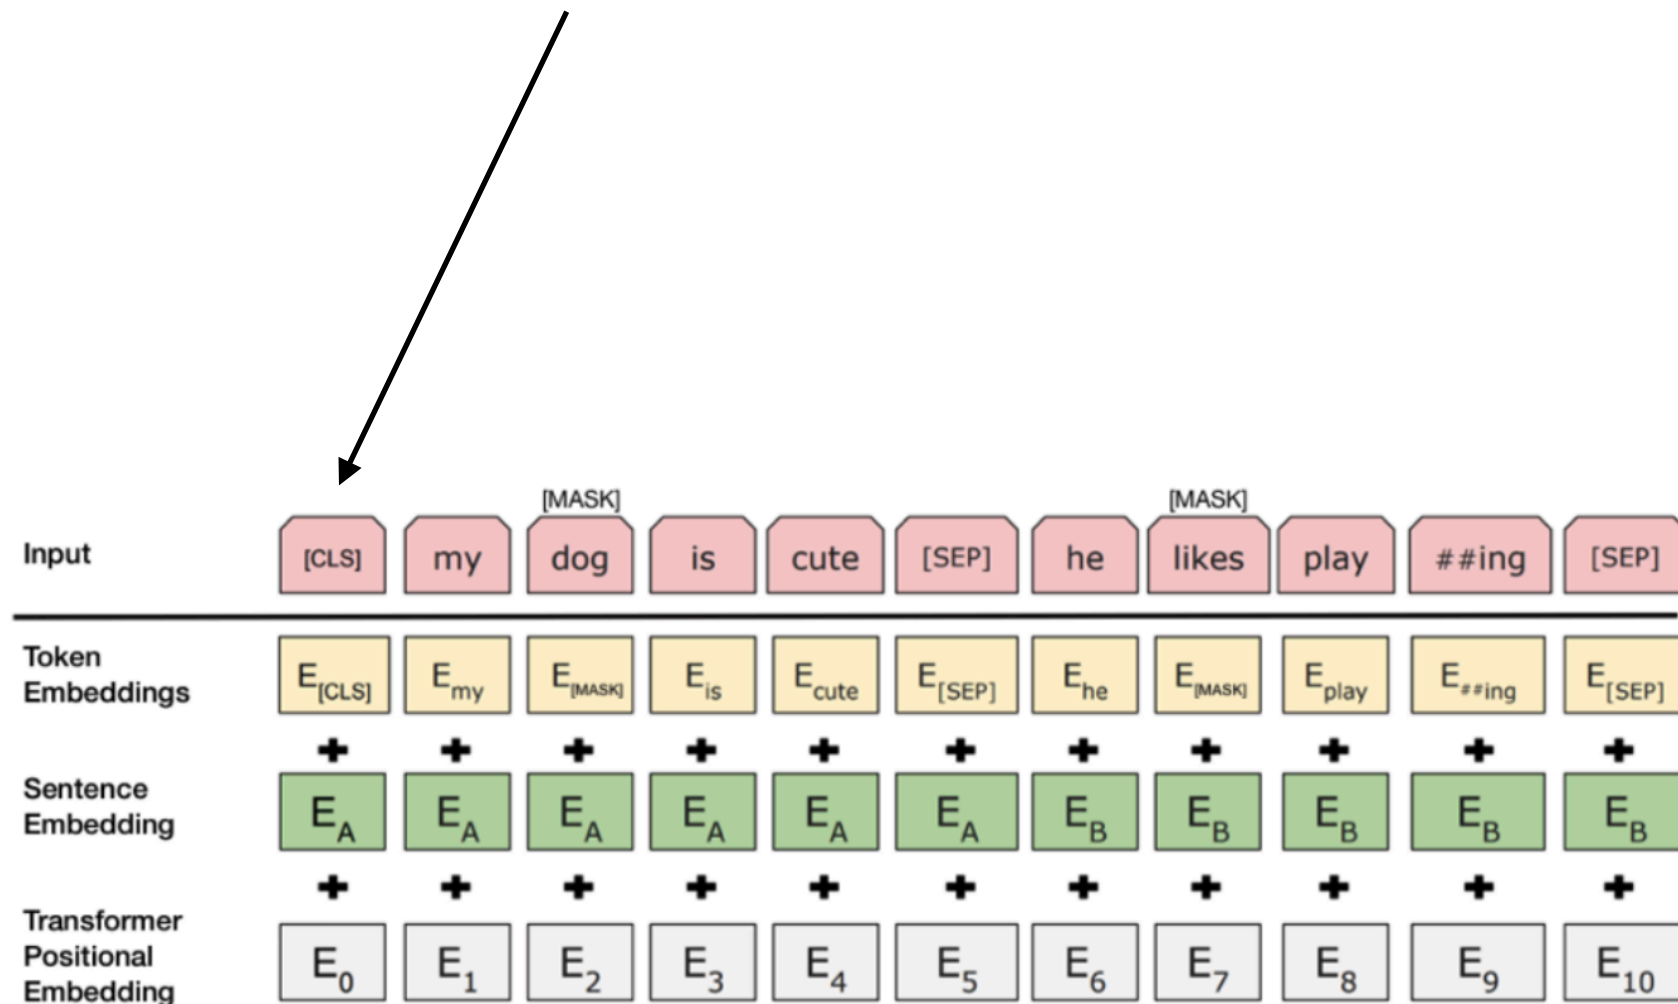 [MASK] [MASK]
Input [CLS] my dog is cute [SEP] he likes play ##ing [SEP]
Token
Embeddings E[CLS] Emy E[MASK] Eis Ecute E[SEP] Ehe E[MASK] Eplay E##ing E[SEP]
Sentence
Embedding EA EA EA EA EA EA EB EB EB EB EB
Transformer
Positional
Embedding E0 E1 E2 E3 E4 E5 E6 E7 E8 E9 E10